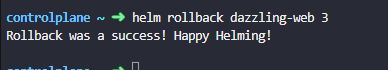 controlplane ~ ➜ helm rollback dazzling-web 3
Rollback was a success! Happy Helming!
controlplane ~ ➜